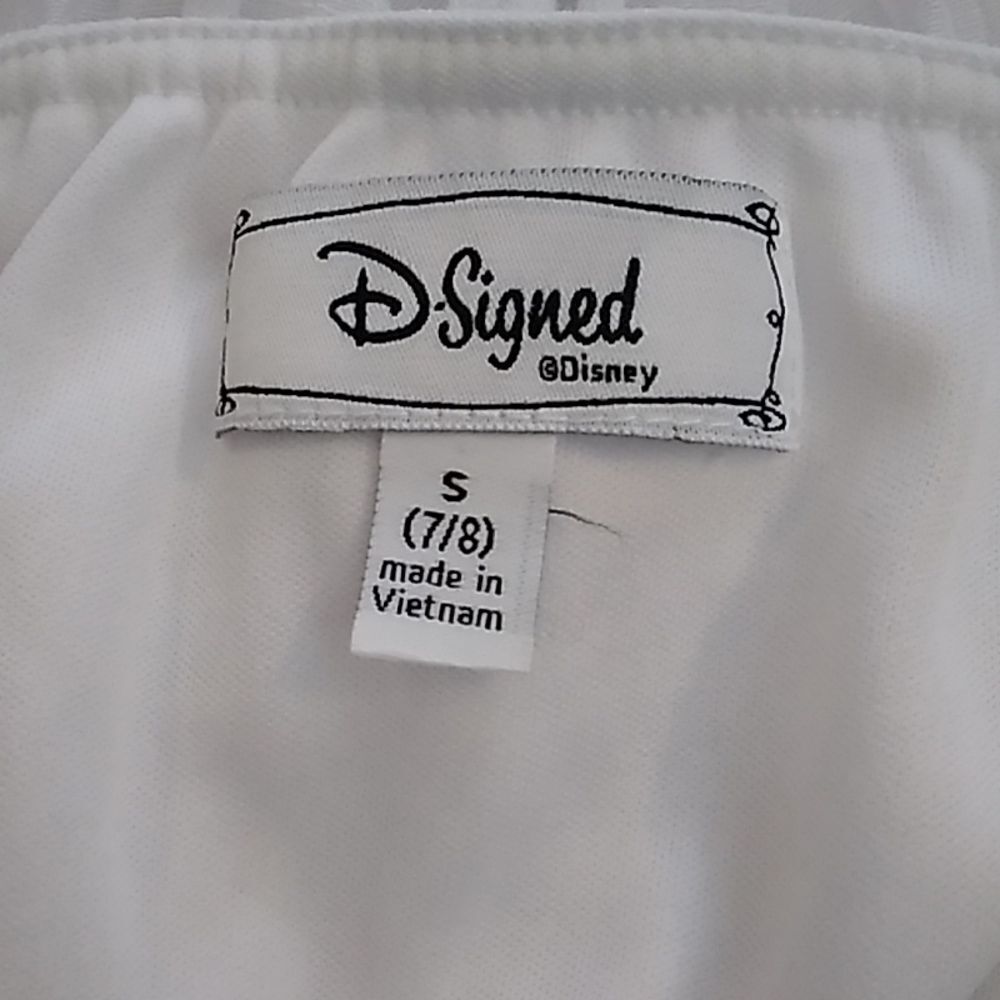 D-Signed
©Disney
S
(7/8)
made in
Vietnam